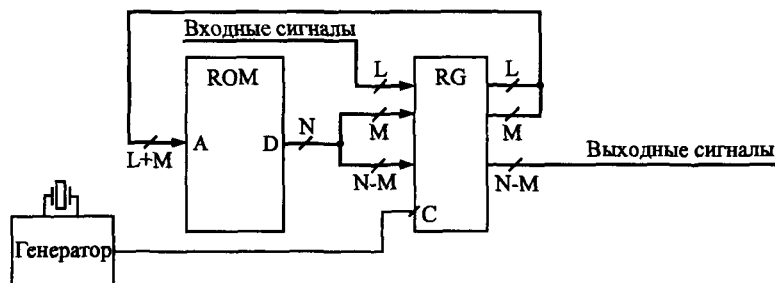 Входные сигналы
ROM
L
RG
L
N
M
M
L+M
A
D
N-M
N-M
Выходные сигналы
C
Генератор